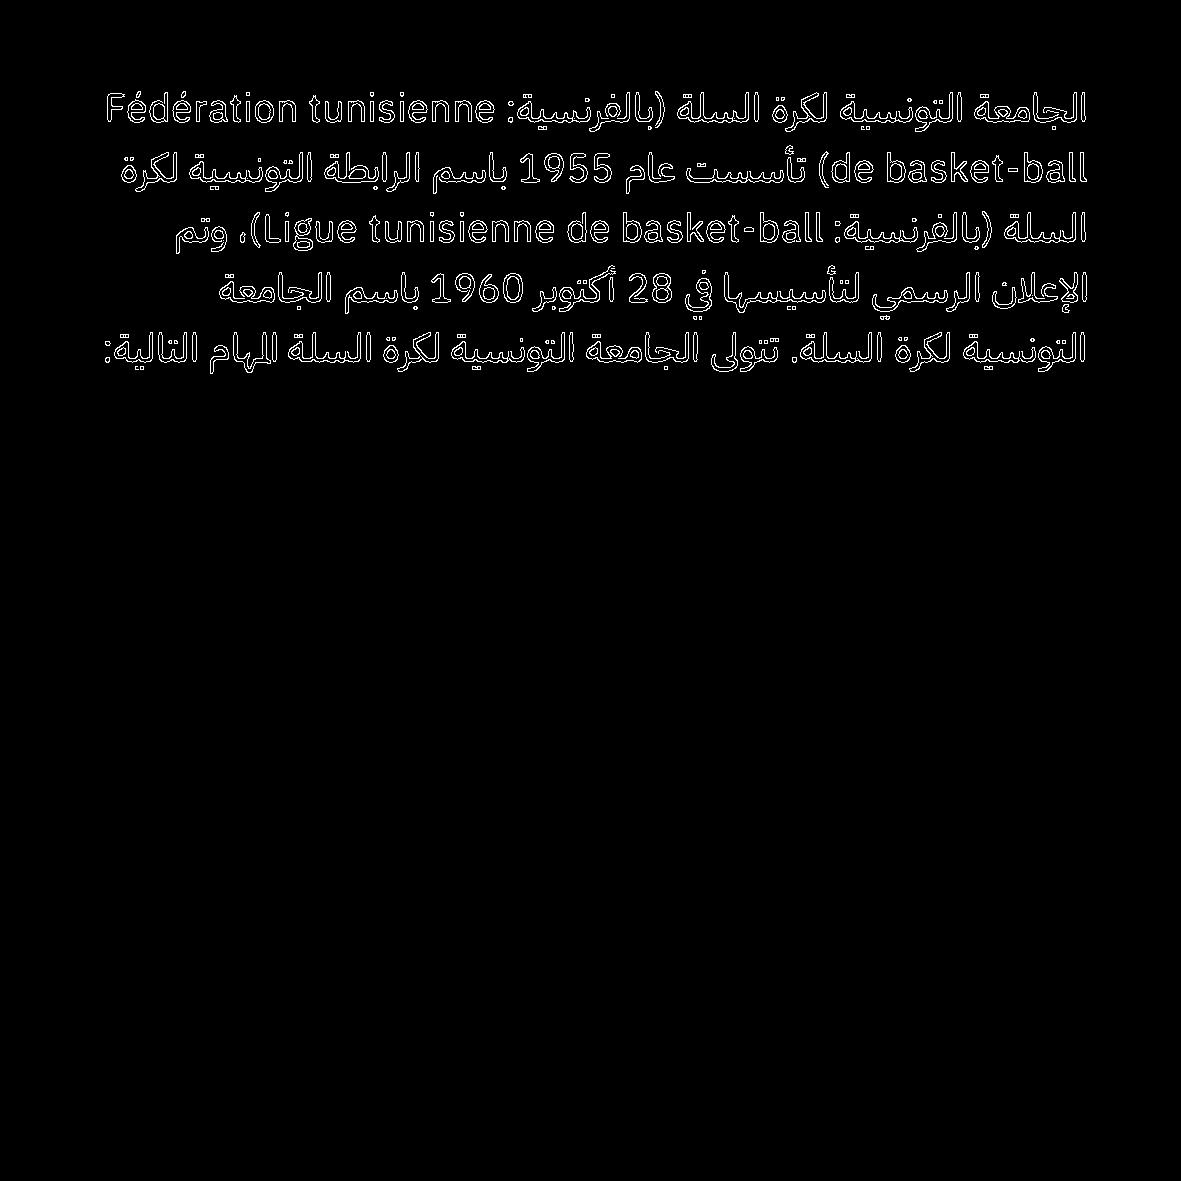 الجامعة التونسية لكرة السلة (بالفرنسية: Fédération tunisienne
de basket-ball) تأسست عام 1955 باسم الرابطة التونسية لكرة
السلة (بالفرنسية: Ligue tunisienne de basket-ball)، وتم
الإعلان الرسمي لتأسيسها في 28 أكتوبر 1960 باسم الجامعة
التونسية لكرة السلة. تتولى الجامعة التونسية لكرة السلة المهام التالية: